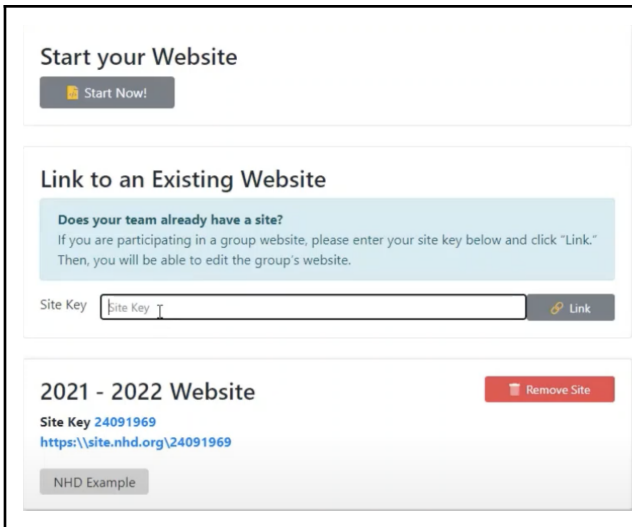 Start your Website
Start Now!
Link to an Existing Website
Does your team already have a site?
If you are participating in a group website, please enter your site key below and click "Link."
Then, you will be able to edit the group's website.
Site Key Site Key Link
2021 - 2022 Website Remove Site
Site Key 24091969
https:\\site.nhd.org\24091969
NHD Example